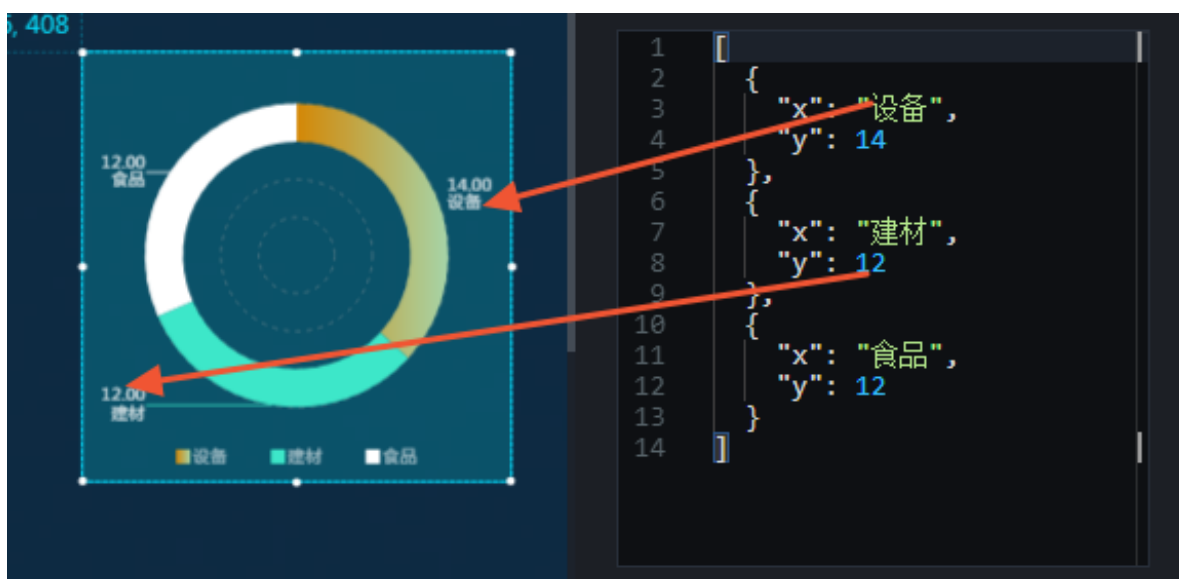 , 408
12.00
食品
14.00
设备
12.00
建材
设备
建材
食品
1 [
2 {
3 "x": "设备",
4 "y": 14
5 },
6 {
7 "x": "建材",
8 "y": 12
9 },
10 {
11 "x": "食品",
12 "y": 12
13 }
14 ]